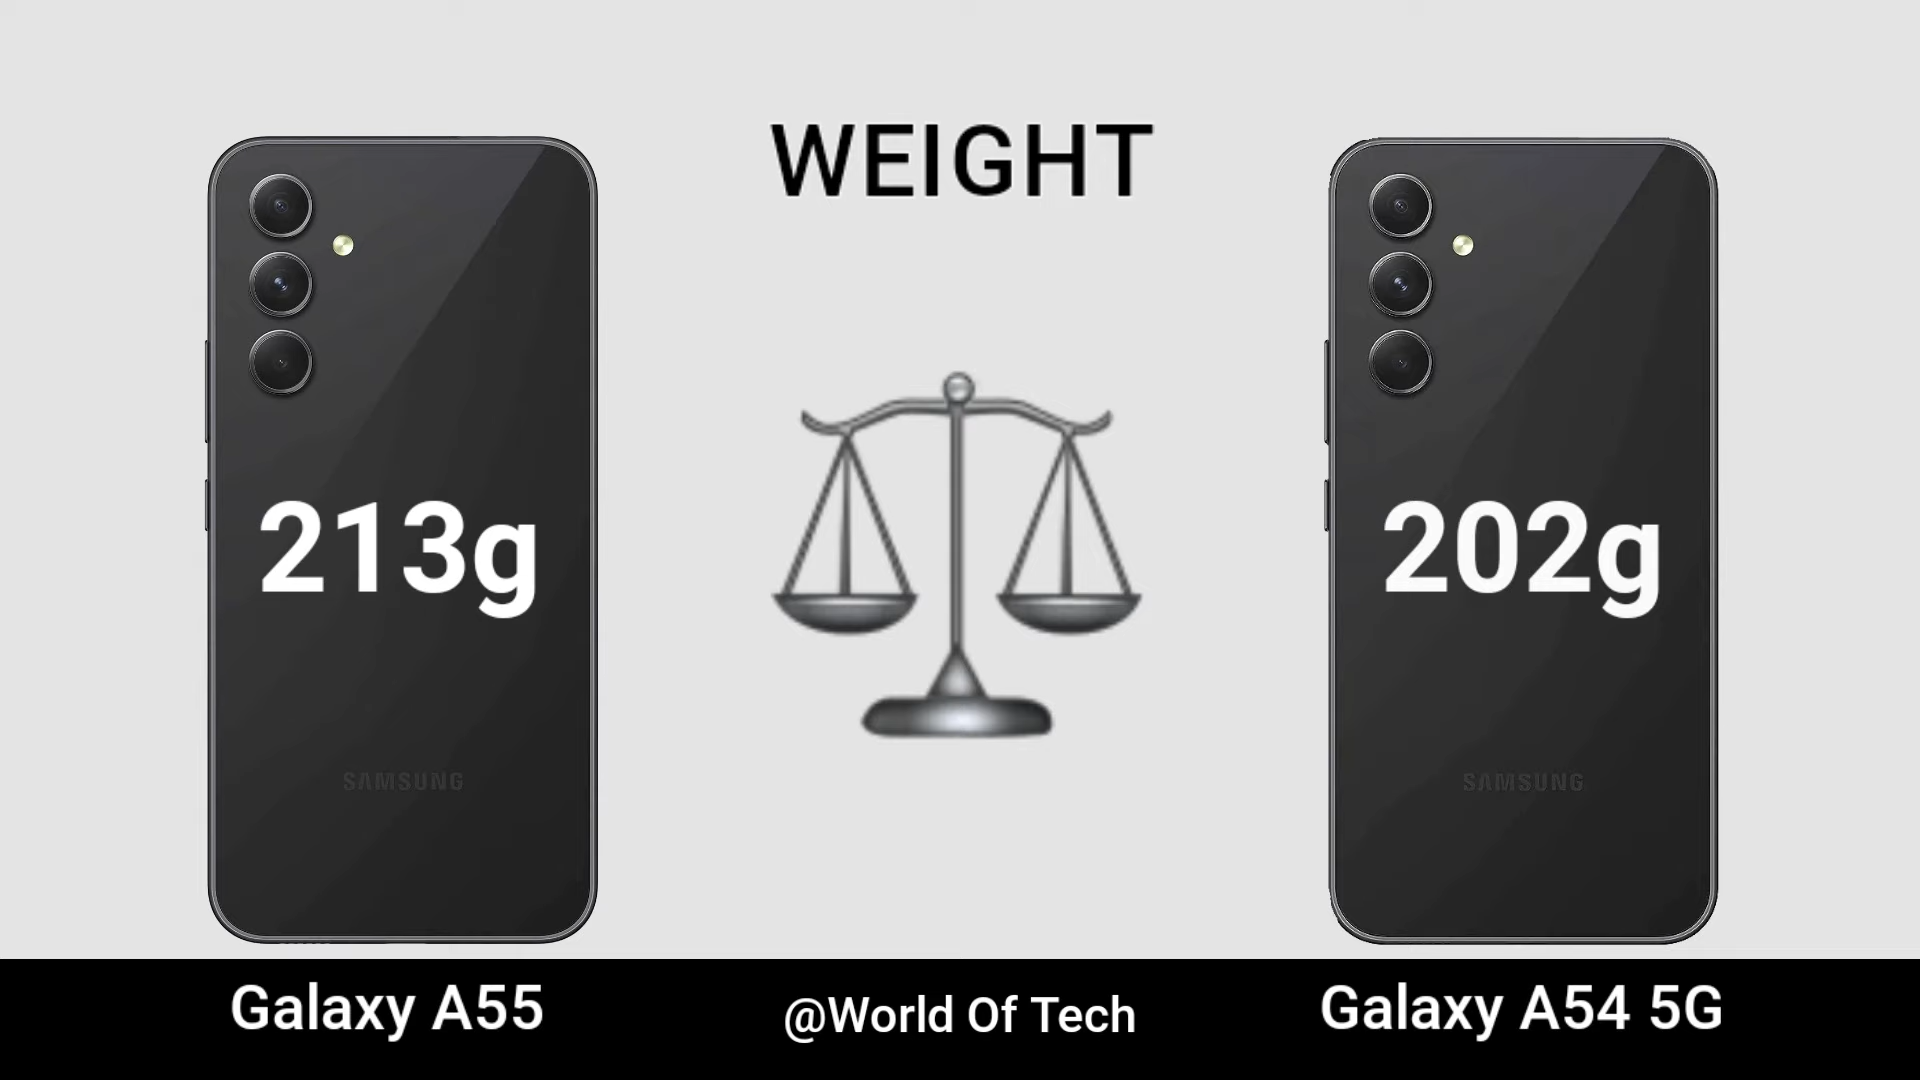 WEIGHT
213g
202g
SAMSUNG
SAMSUNG
Galaxy A55
@World Of Tech
Galaxy A54 5G